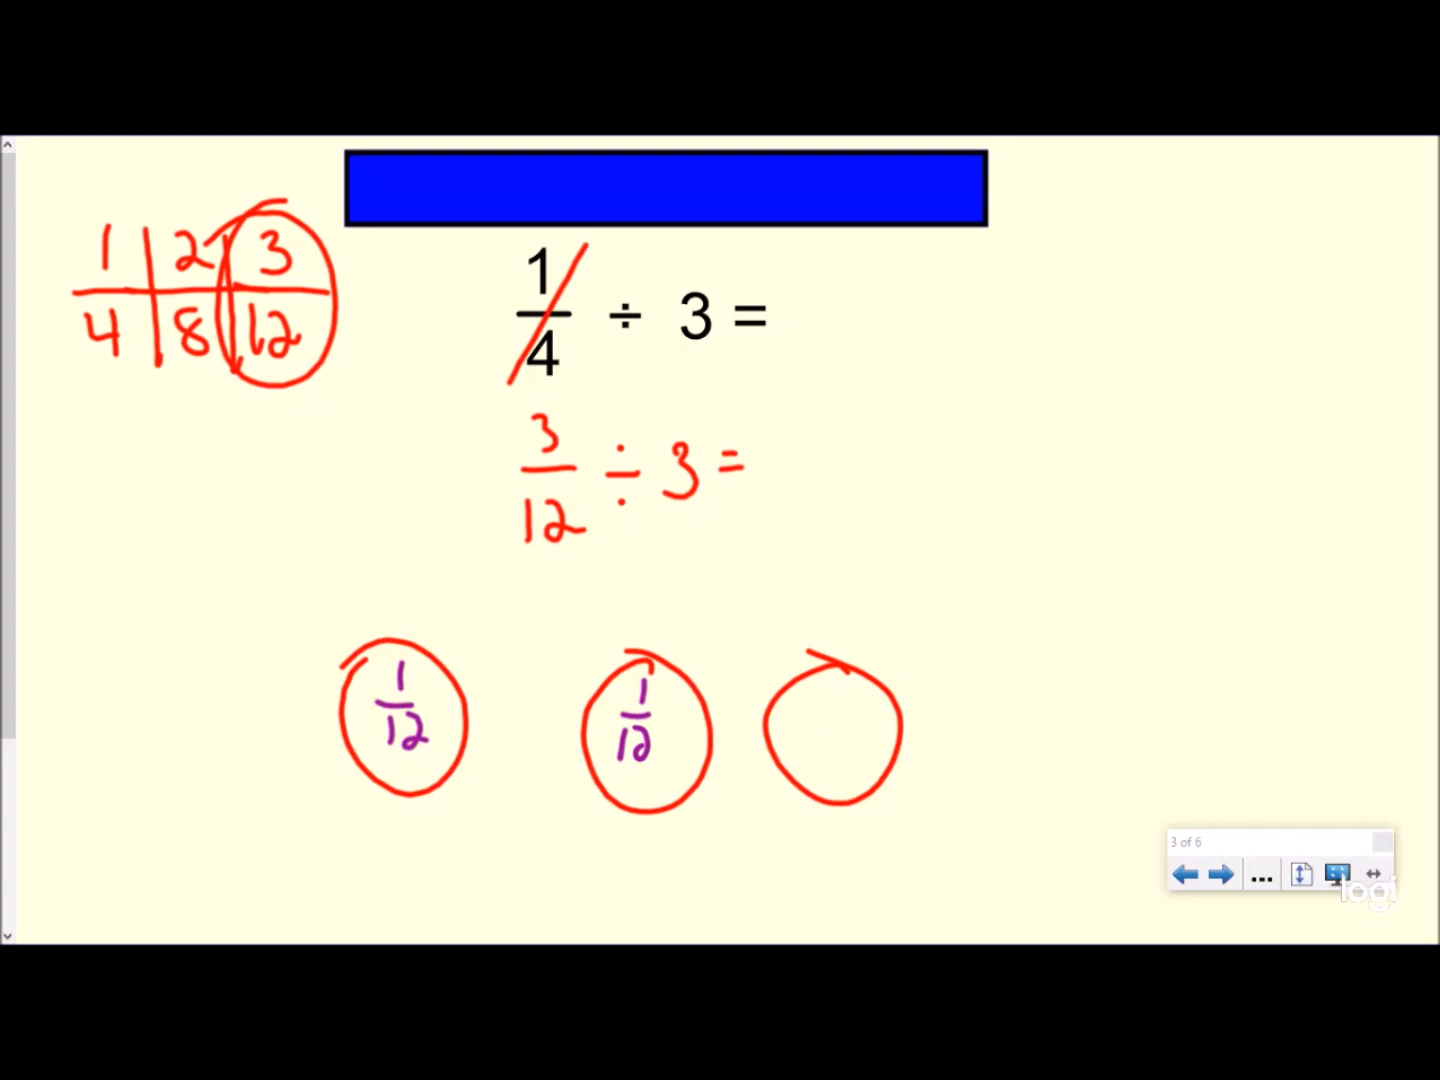 1 2 3
4 8 12
1/4 ÷ 3 =
3/12 ÷ 3 =
1/12 1/12
3 of 6
...
logi